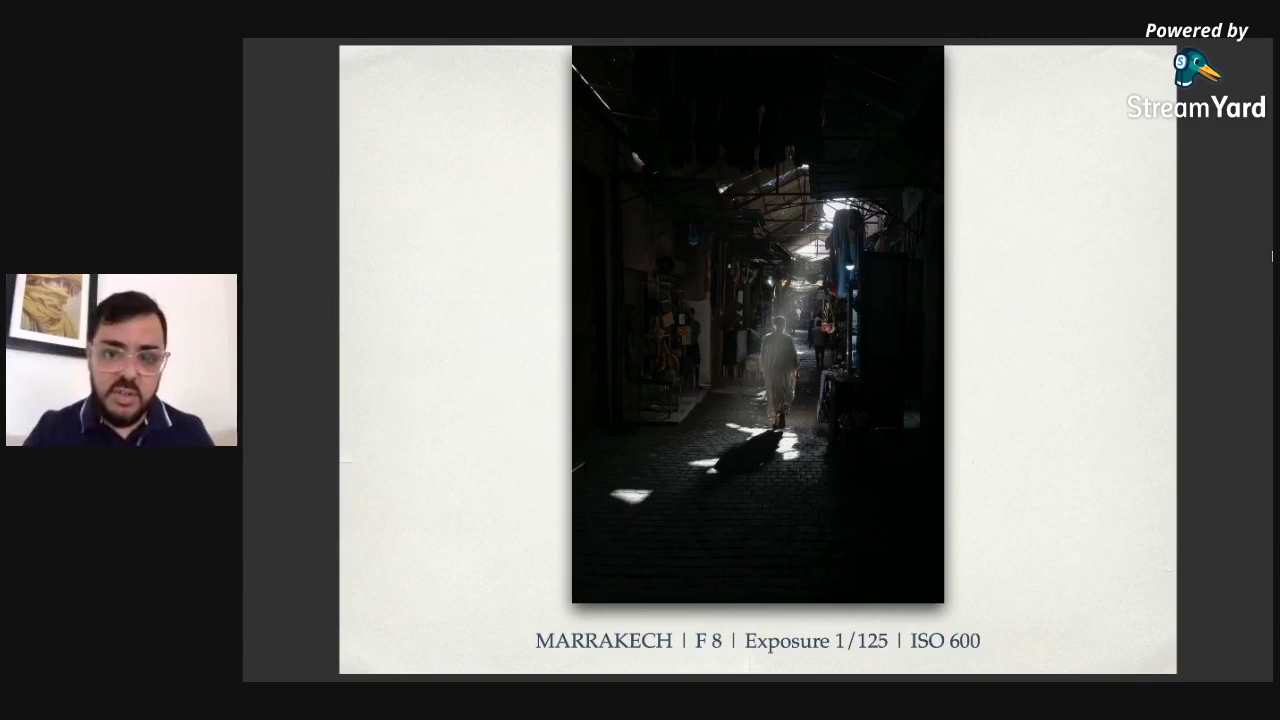 Powered by
StreamYard
MARRAKECH | F 8 | Exposure 1/125 | ISO 600